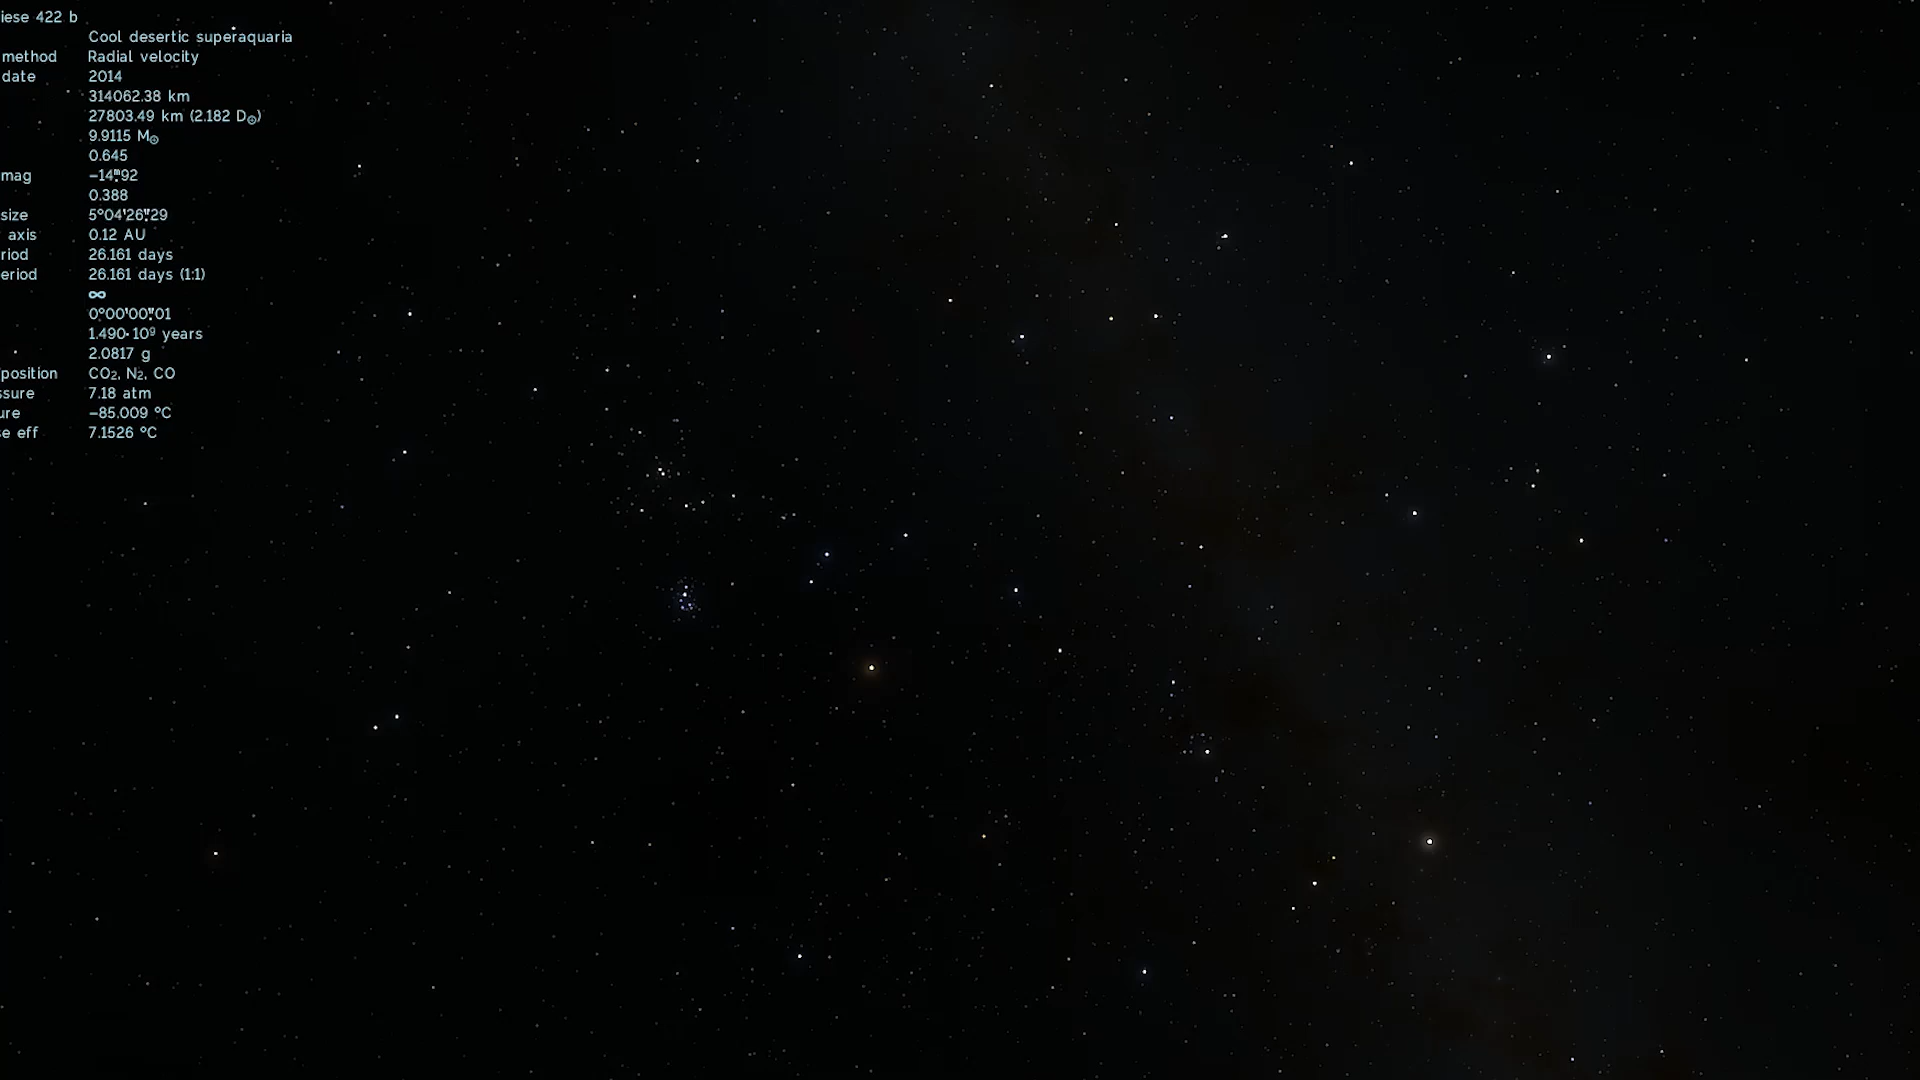 iese 422 b
Cool desertic superaquaria
method Radial velocity
date 2014
314062.38 km
27803.49 km (2.182 D⊕)
9.9115 M⊕
0.645
mag −14ᵐ.92
0.388
size 5°04'26".29
axis 0.12 AU
riod 26.161 days
eriod 26.161 days (1:1)
∞
0°00'00".01
1.490·10⁹ years
2.0817 g
position CO₂, N₂, CO
ssure 7.18 atm
ure −85.009 °C
se eff 7.1526 °C